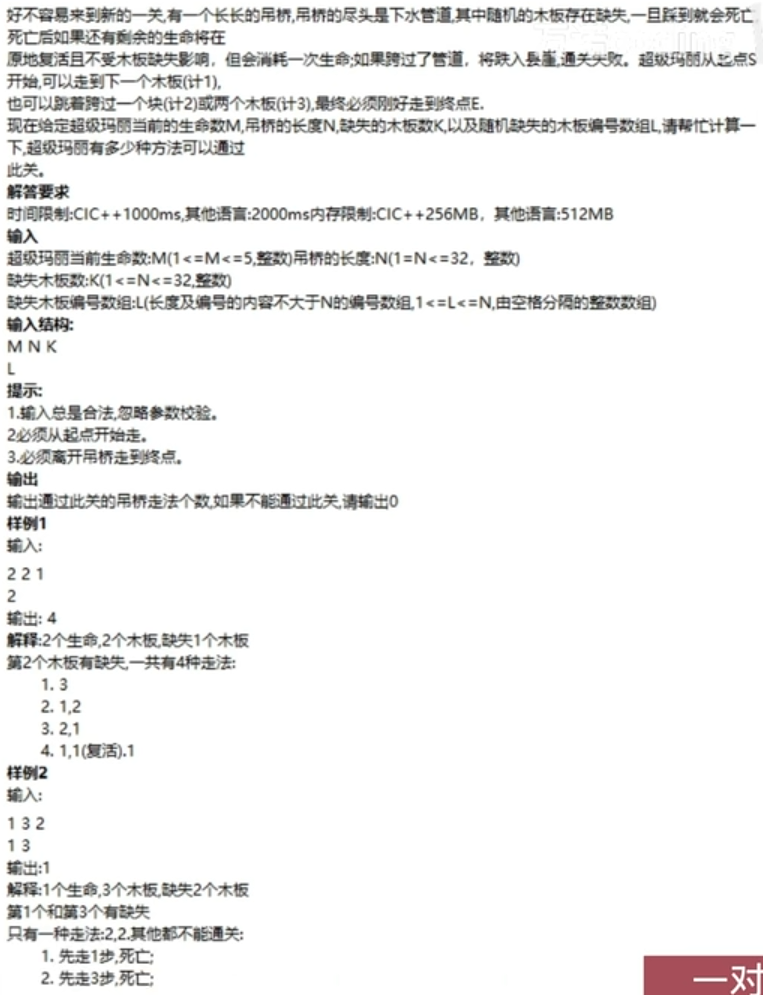 好不容易来到新的一关,有一个长长的吊桥,吊桥的尽头是下水管道,其中随机的木板存在缺失,一旦踩到就会死亡,
死亡后如果还有剩余的生命将在
原地复活且不受木板缺失影响，但会消耗一次生命;如果跨过了管道，将跌入悬崖,通关失败。超级玛丽从起点S
开始,可以走到下一个木板(计1),
也可以跳着跨过一个块(计2)或两个木板(计3),最终必须刚好走到终点E.
现在给定超级玛丽当前的生命数M,吊桥的长度N,缺失的木板数K,以及随机缺失的木板编号数组L,请帮忙计算一
下,超级玛丽有多少种方法可以通过
此关。
解答要求
时间限制:CIC++1000ms,其他语言:2000ms内存限制:CIC++256MB，其他语言:512MB
输入
超级玛丽当前生命数:M(1<=M<=5,整数)吊桥的长度:N(1=N<=32，整数)
缺失木板数:K(1<=N<=32,整数)
缺失木板编号数组:L(长度及编号的内容不大于N的编号数组,1<=L<=N,由空格分隔的整数数组)
输入结构:
M N K
L
提示:
1.输入总是合法,忽略参数校验。
2必须从起点开始走。
3.必须离开吊桥走到终点。
输出
输出通过此关的吊桥走法个数,如果不能通过此关,请输出0
样例1
输入:
2 2 1
2
输出: 4
解释:2个生命,2个木板,缺失1个木板
第2个木板有缺失,一共有4种走法:
1. 3
2. 1,2
3. 2,1
4. 1,1(复活).1
样例2
输入:
1 3 2
1 3
输出:1
解释:1个生命,3个木板,缺失2个木板
第1个和第3个有缺失
只有一种走法:2,2.其他都不能通关:
1. 先走1步,死亡;
2. 先走3步,死亡;
一对